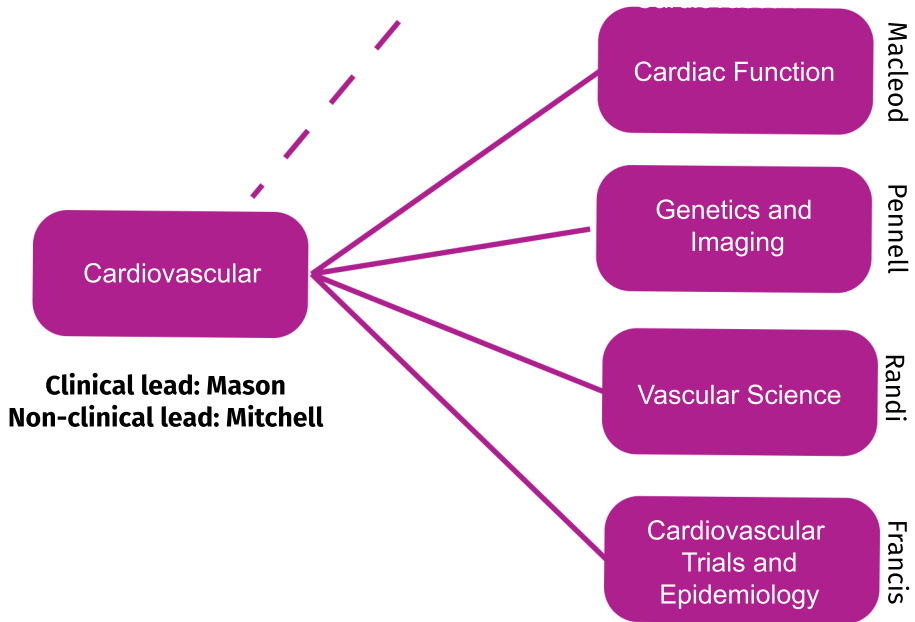 Cardiac Function
Macleod
Genetics and
Imaging
Pennell
Cardiovascular
Clinical lead: Mason
Non-clinical lead: Mitchell
Vascular Science
Randi
Cardiovascular
Trials and
Epidemiology
Francis